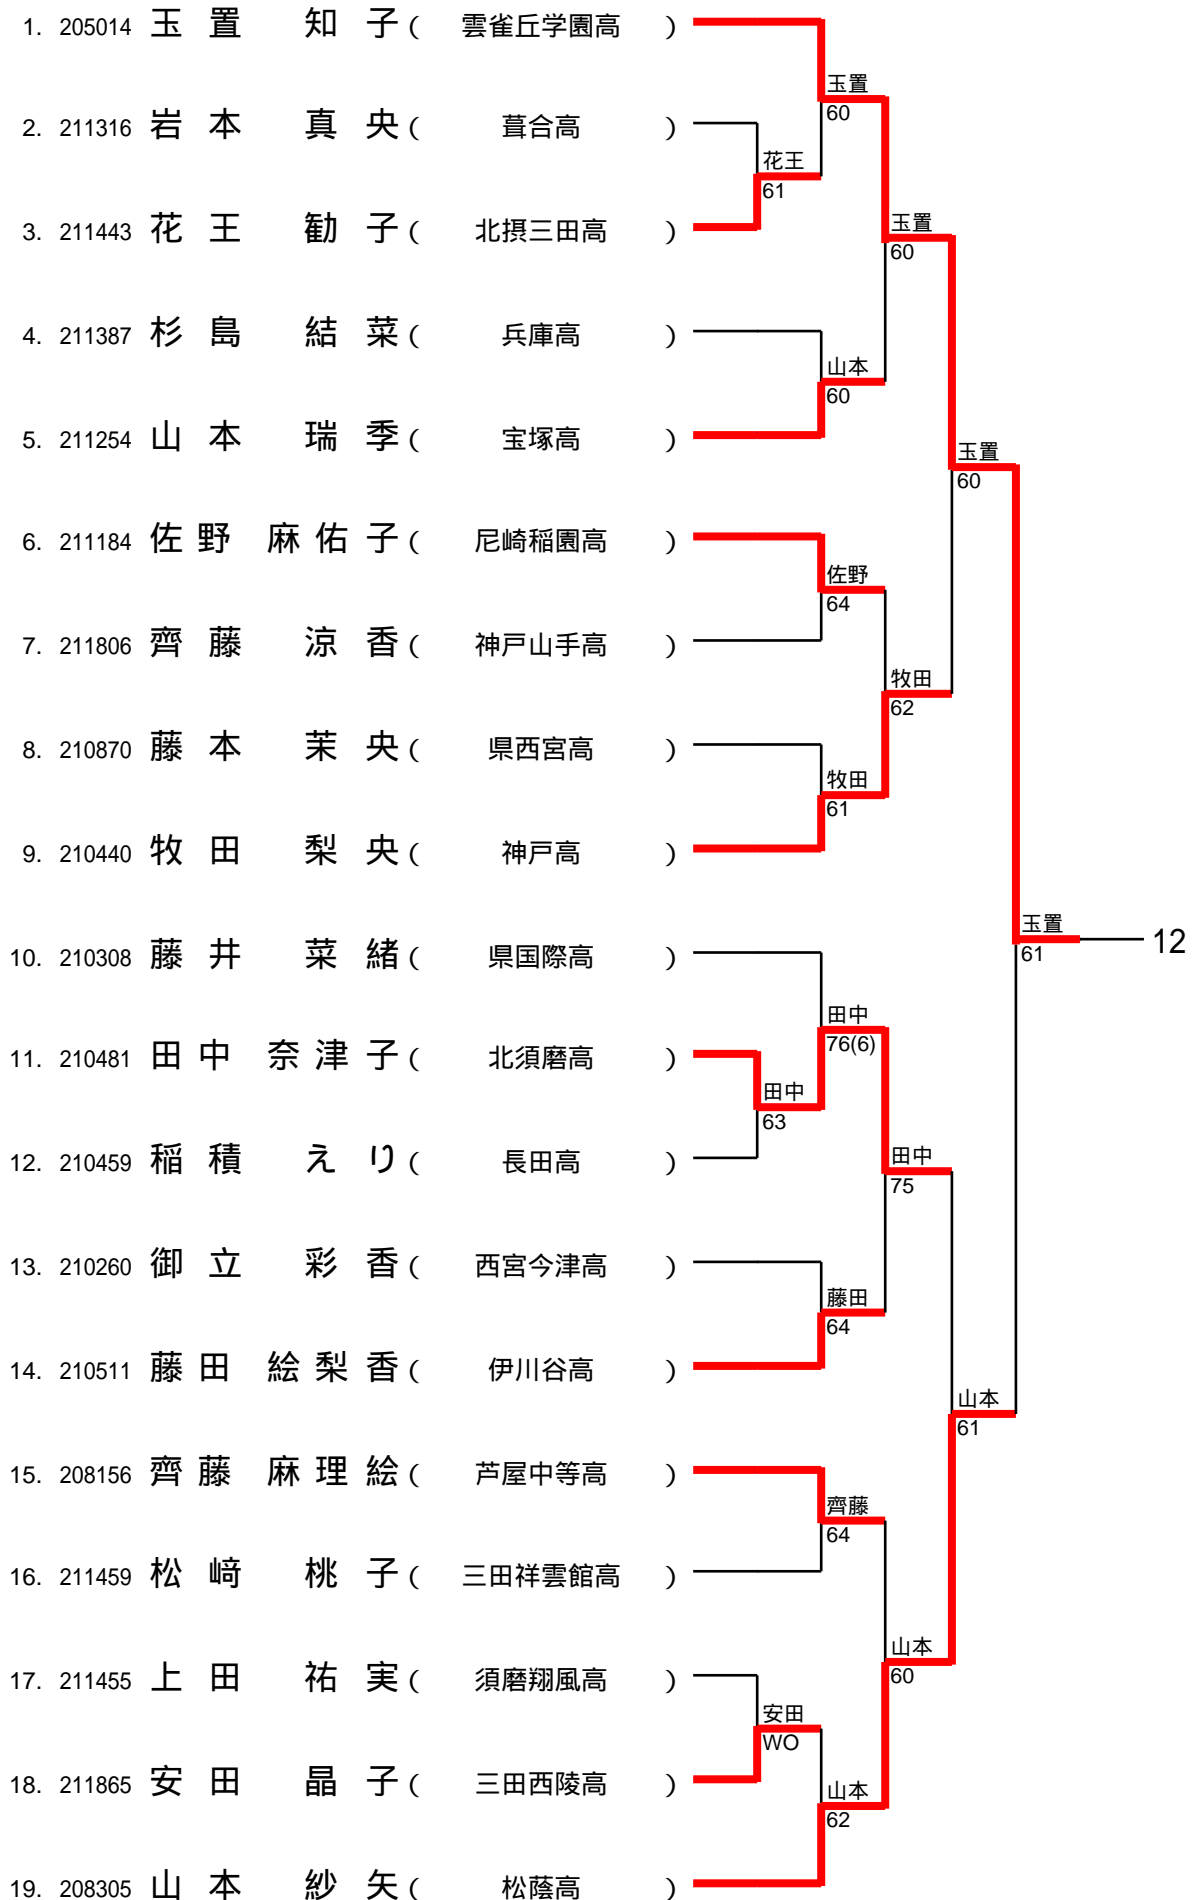 1. 205014 玉置 知子 ( 雲雀丘学園高 )
玉置
60
2. 211316 岩本 真央 ( 葺合高 )
花王
61
3. 211443 花王 勧子 ( 北摂三田高 )
玉置
60
4. 211387 杉島 結菜 ( 兵庫高 )
山本
60
5. 211254 山本 瑞季 ( 宝塚高 )
玉置
60
6. 211184 佐野 麻佑子 ( 尼崎稲園高 )
佐野
64
7. 211806 齊藤 涼香 ( 神戸山手高 )
牧田
62
8. 210870 藤本 茉央 ( 県西宮高 )
牧田
61
9. 210440 牧田 梨央 ( 神戸高 )
玉置
61
12
10. 210308 藤井 菜緒 ( 県国際高 )
田中
76(6)
11. 210481 田中 奈津子 ( 北須磨高 )
田中
63
12. 210459 稲積 えり ( 長田高 )
田中
75
13. 210260 御立 彩香 ( 西宮今津高 )
藤田
64
14. 210511 藤田 絵梨香 ( 伊川谷高 )
山本
61
15. 208156 齊藤 麻理絵 ( 芦屋中等高 )
齊藤
64
16. 211459 松﨑 桃子 ( 三田祥雲館高 )
山本
60
17. 211455 上田 祐実 ( 須磨翔風高 )
安田
WO
18. 211865 安田 晶子 ( 三田西陵高 )
山本
62
19. 208305 山本 紗矢 ( 松蔭高 )